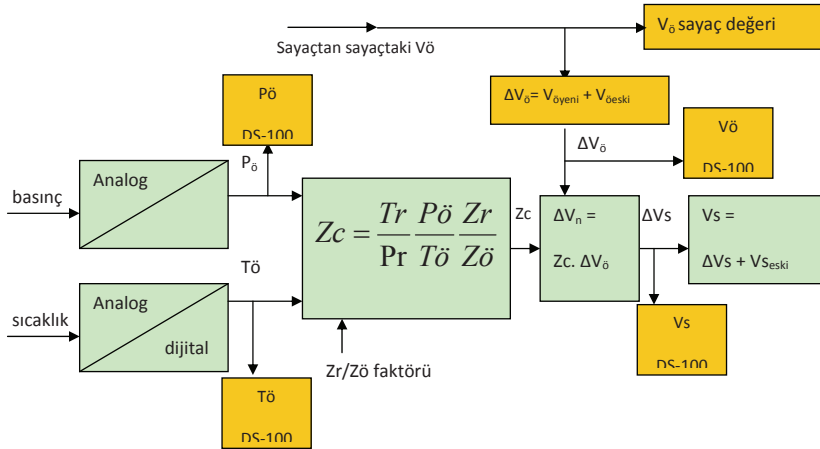 V₀̈ sayaç değeri
Sayaçtan sayaçtaki Vö
Pö
DS-100
ΔVö= Vöyeni + Vöeski
Vö
DS-100
ΔVö
Pö
Analog
basınç
Zc = Tr/Pr Pö/Tö Zr/Zö
Zc
ΔVn =
Zc. ΔVö
ΔVs
Vs =
ΔVs + Vseski
Tö
Analog
dijital
sıcaklık
Zr/Zö faktörü
Vs
DS-100
Tö
DS-100